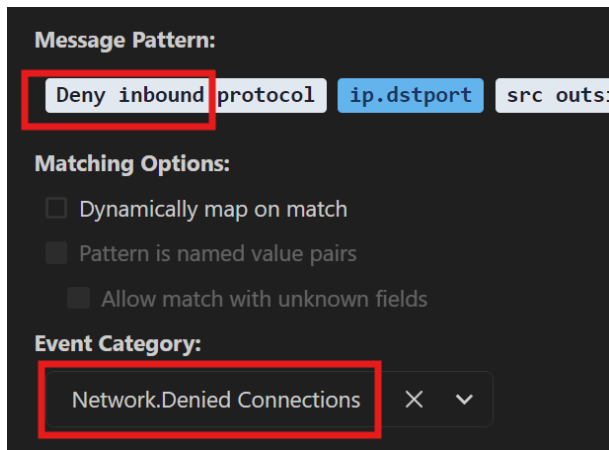 Message Pattern:
Deny inbound protocol ip.dstport src outs
Matching Options:
Dynamically map on match
Pattern is named value pairs
Allow match with unknown fields
Event Category:
Network.Denied Connections